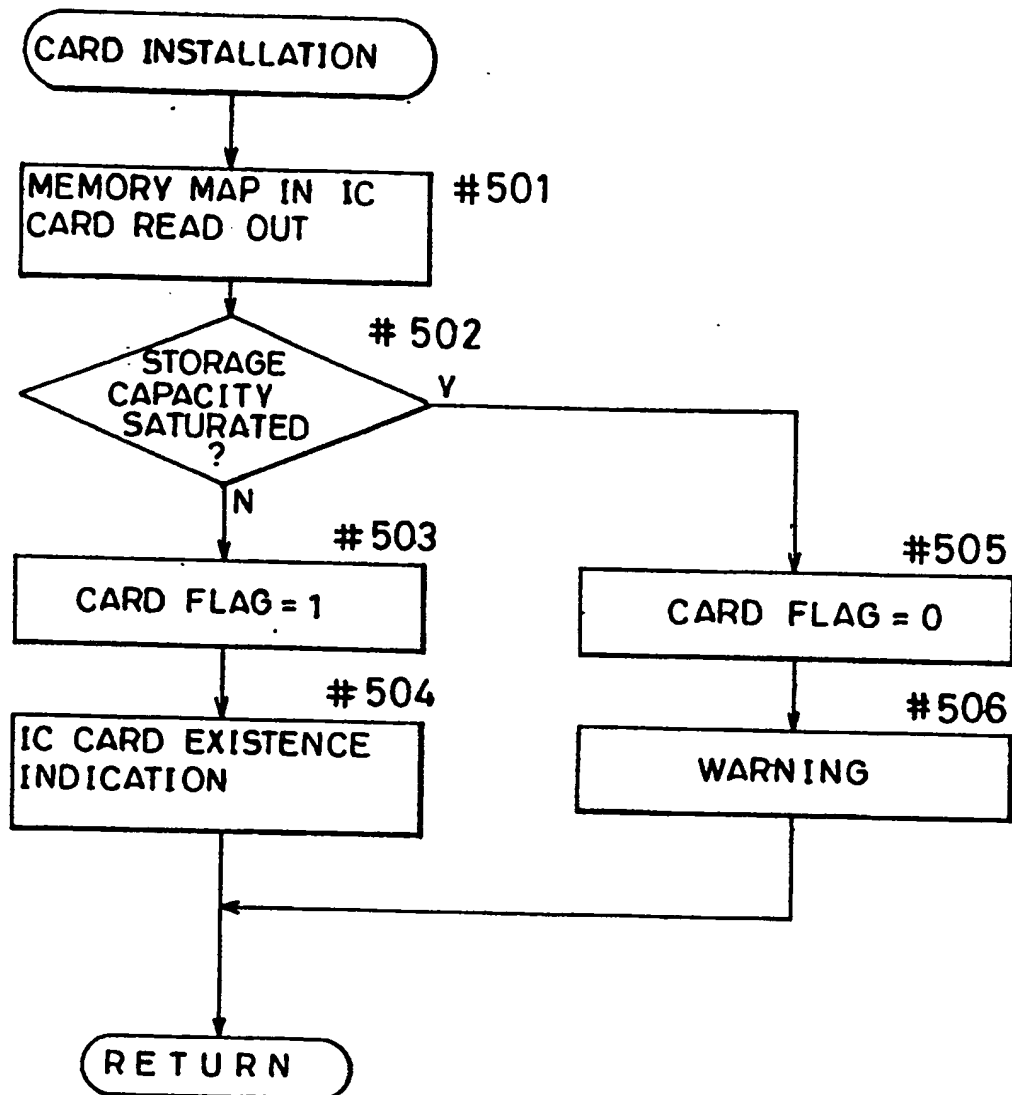 CARD INSTALLATION
MEMORY MAP IN IC
CARD READ OUT
#501
#502
STORAGE
CAPACITY
SATURATED
?
Y
N
#503
CARD FLAG = 1
#505
CARD FLAG = 0
#504
IC CARD EXISTENCE
INDICATION
#506
WARNING
RETURN